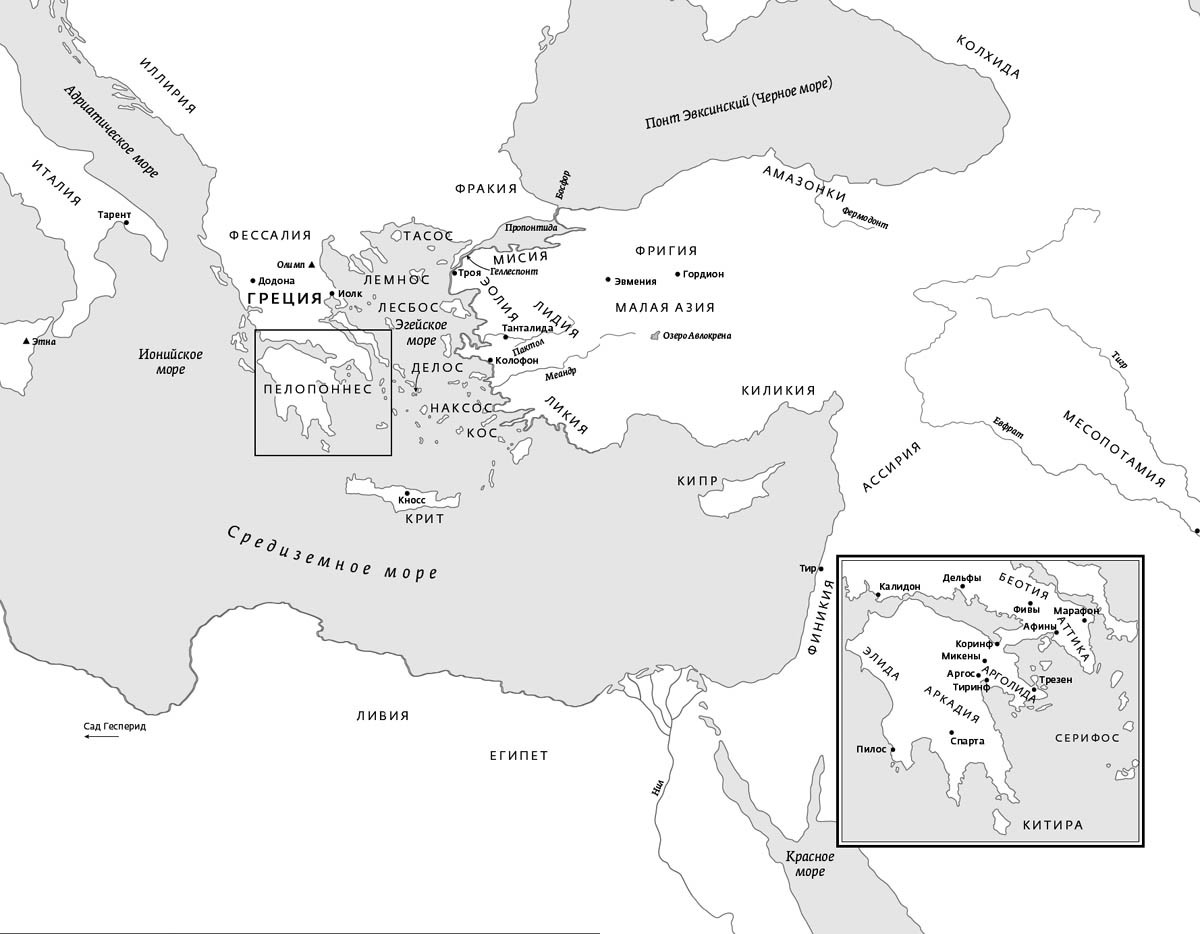 КОЛХИДА
ИЛЛИРИЯ
Адриатическое море
Понт Эвксинский (Черное море)
ИТАЛИЯ
Тарент
ФРАКИЯ
Босфор
АМАЗОНКИ
Фермодонт
ФЕССАЛИЯ
ТАСОС
Пропонтида
ФРИГИЯ
Олимп
МИСИЯ
Троя
Геллеспонт
Додона
ЛЕМНОС
Эвмения
Гордион
ГРЕЦИЯ
Иолк
ЭОЛИЯ
ЛИДИЯ
МАЛАЯ АЗИЯ
ЛЕСБОС
Эгейское
море
Танталида
Пактол
Озеро Авлокрена
Этна
Ионийское
море
Колофон
Меандр
Тигр
ДЕЛОС
ПЕЛОПОННЕС
КИЛИКИЯ
НАКСОС
ЛИКИЯ
КОС
Евфрат
МЕСОПОТАМИЯ
АССИРИЯ
КИПР
Кносс
КРИТ
Средиземное море
Тир
ФИНИКИЯ
Калидон
Дельфы
БЕОТИЯ
Фивы
Марафон
Афины
АТТИКА
Коринф
Микены
ЭЛИДА
Аргос
АРГОЛИДА
Тиринф
Трезен
АРКАДИЯ
Спарта
СЕРИФОС
Пилос
КИТИРА
ЛИВИЯ
Сад Гесперид
ЕГИПЕТ
Нил
Красное
море